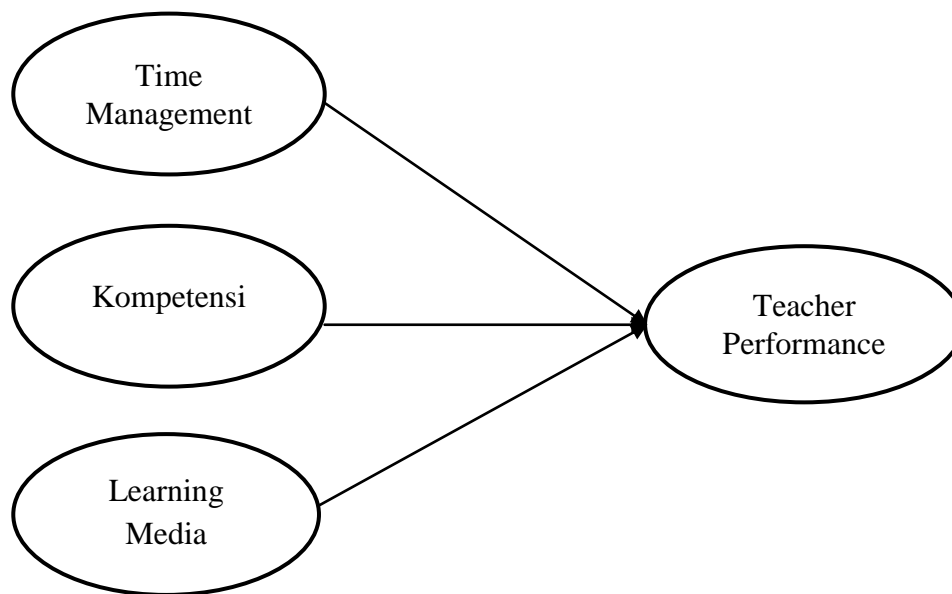 Time
Management
Kompetensi
Learning
Media
Teacher
Performance